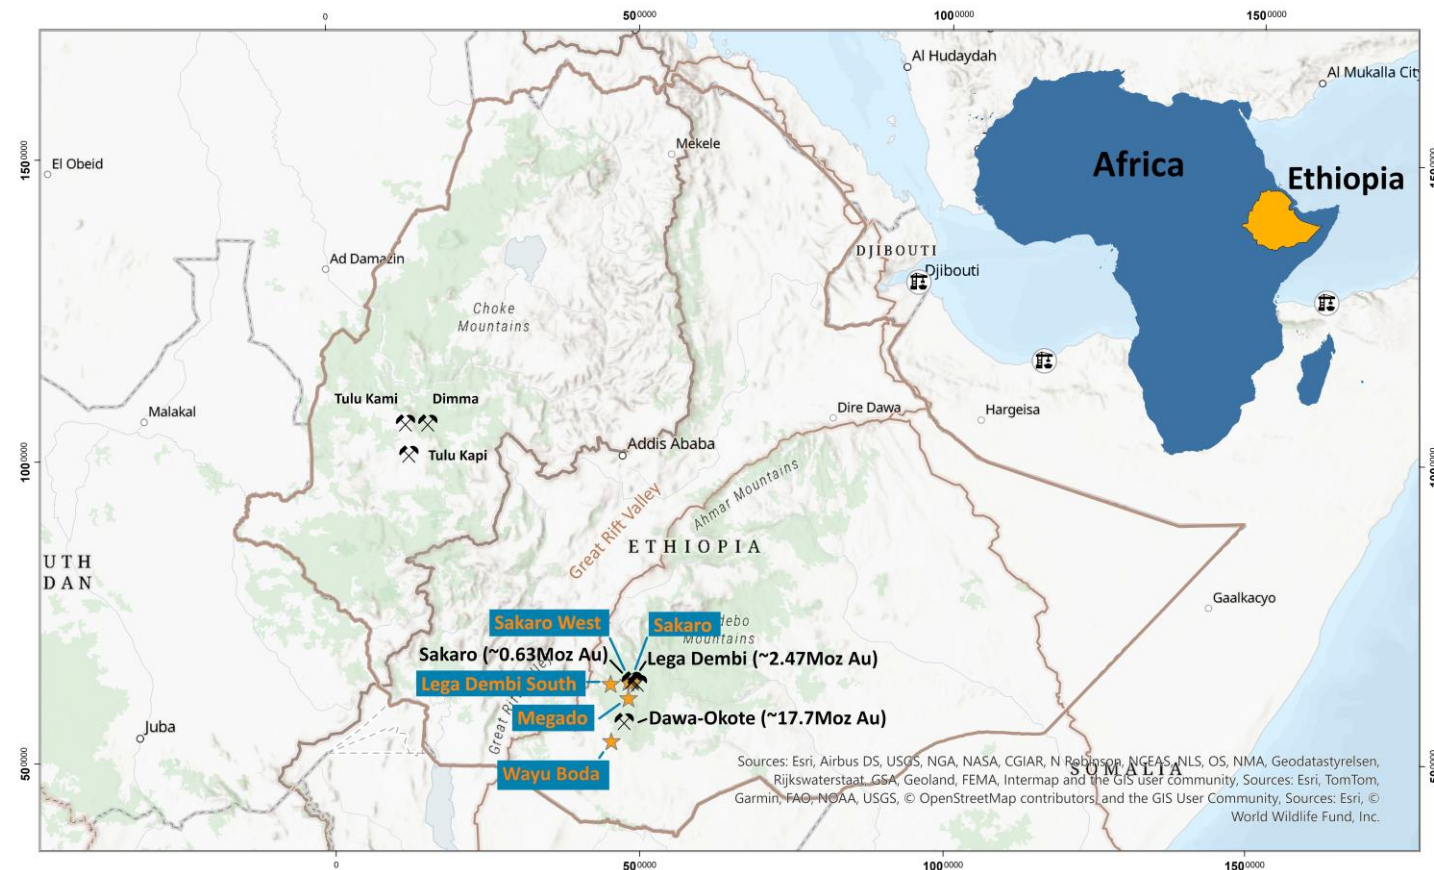 0
500000
1000000
1500000
Al Hudaydah
Al Mukalla City
Mekele
El Obeid
Africa
Ethiopia
1500000
DJIBOUTI
Ad Damazin
Djibouti
Choke
Mountains
Tulu Kami
Dimma
Malakal
Dire Dawa
Hargeisa
Addis Ababa
Tulu Kapi
1000000
Ahmar Mountains
Great Rift Valley
ETHIOPIA
UTH
DAN
Gaalkacyo
Sakaro West
Sakaro
debo
Mountains
Sakaro (~0.63Moz Au)
Lega Dembi (~2.47Moz Au)
Lega Dembi South
Great Rift Valley
Megado
Dawa-Okote (~17.7Moz Au)
Juba
500000
Wayu Boda
SOMALIA
Sources: Esri, Airbus DS, USGS, NGA, NASA, CGIAR, N Robinson, NCEAS, NLS, OS, NMA, Geodatastyrelsen,
Rijkswaterstaat, GSA, Geoland, FEMA, Intermap and the GIS user community, Sources: Esri, TomTom,
Garmin, FAO, NOAA, USGS, © OpenStreetMap contributors, and the GIS User Community, Sources: Esri, ©
World Wildlife Fund, Inc.
0
500000
1000000
1500000